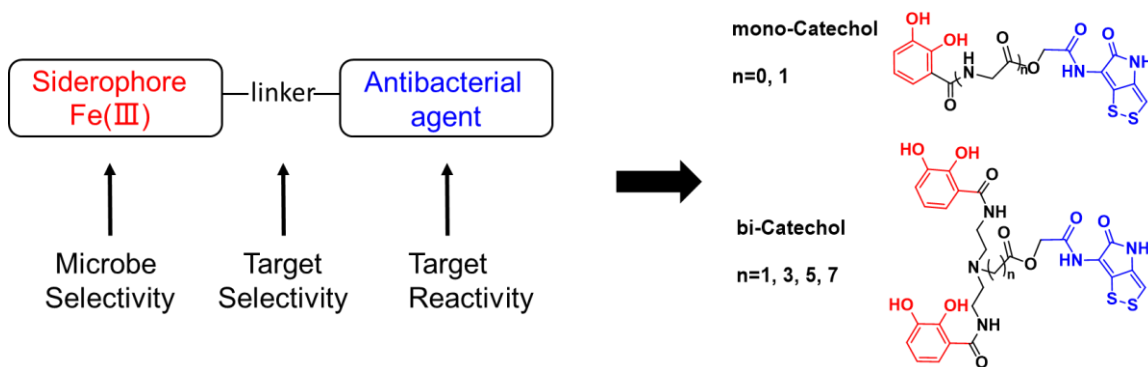 Siderophore
Fe(Ⅲ)
linker
Antibacterial
agent
Microbe
Selectivity
Target
Selectivity
Target
Reactivity
mono-Catechol
n=0, 1
OH
OH
H
N
O
O
n
O
O
HN
O
NH
S-S
bi-Catechol
n=1, 3, 5, 7
HO
OH
O
NH
N
O
n
O
O
HN
O
NH
S-S
HO
OH
NH
O